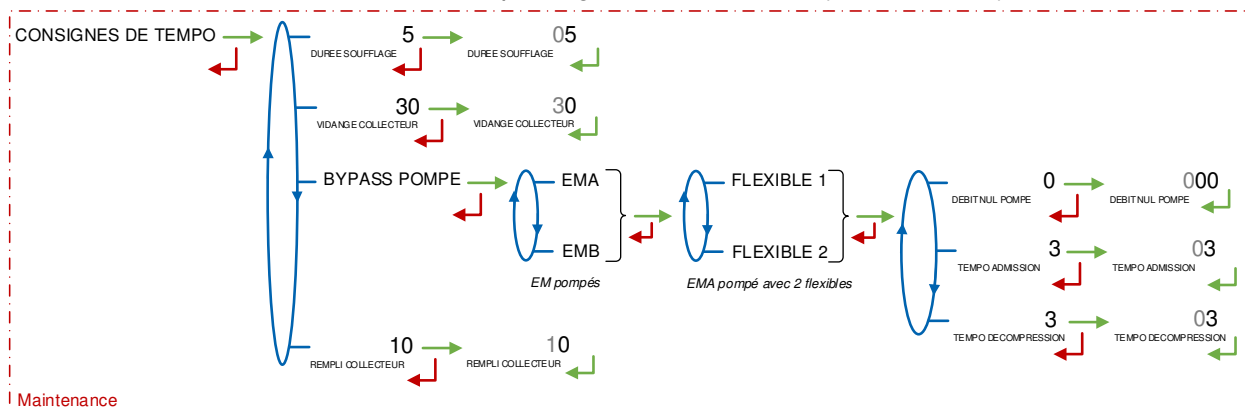 CONSIGNES DE TEMPO
5
DUREE SOUFFLAGE
05
DUREE SOUFFLAGE
30
VIDANGE COLLECTEUR
30
VIDANGE COLLECTEUR
BYPASS POMPE
EMA
EMB
EM pompés
FLEXIBLE 1
FLEXIBLE 2
EMA pompé avec 2 flexibles
0
DEBIT NUL POMPE
000
DEBIT NUL POMPE
3
TEMPO ADMISSION
03
TEMPO ADMISSION
3
TEMPO DECOMPRESSION
03
TEMPO DECOMPRESSION
10
REMPLI COLLECTEUR
10
REMPLI COLLECTEUR
Maintenance